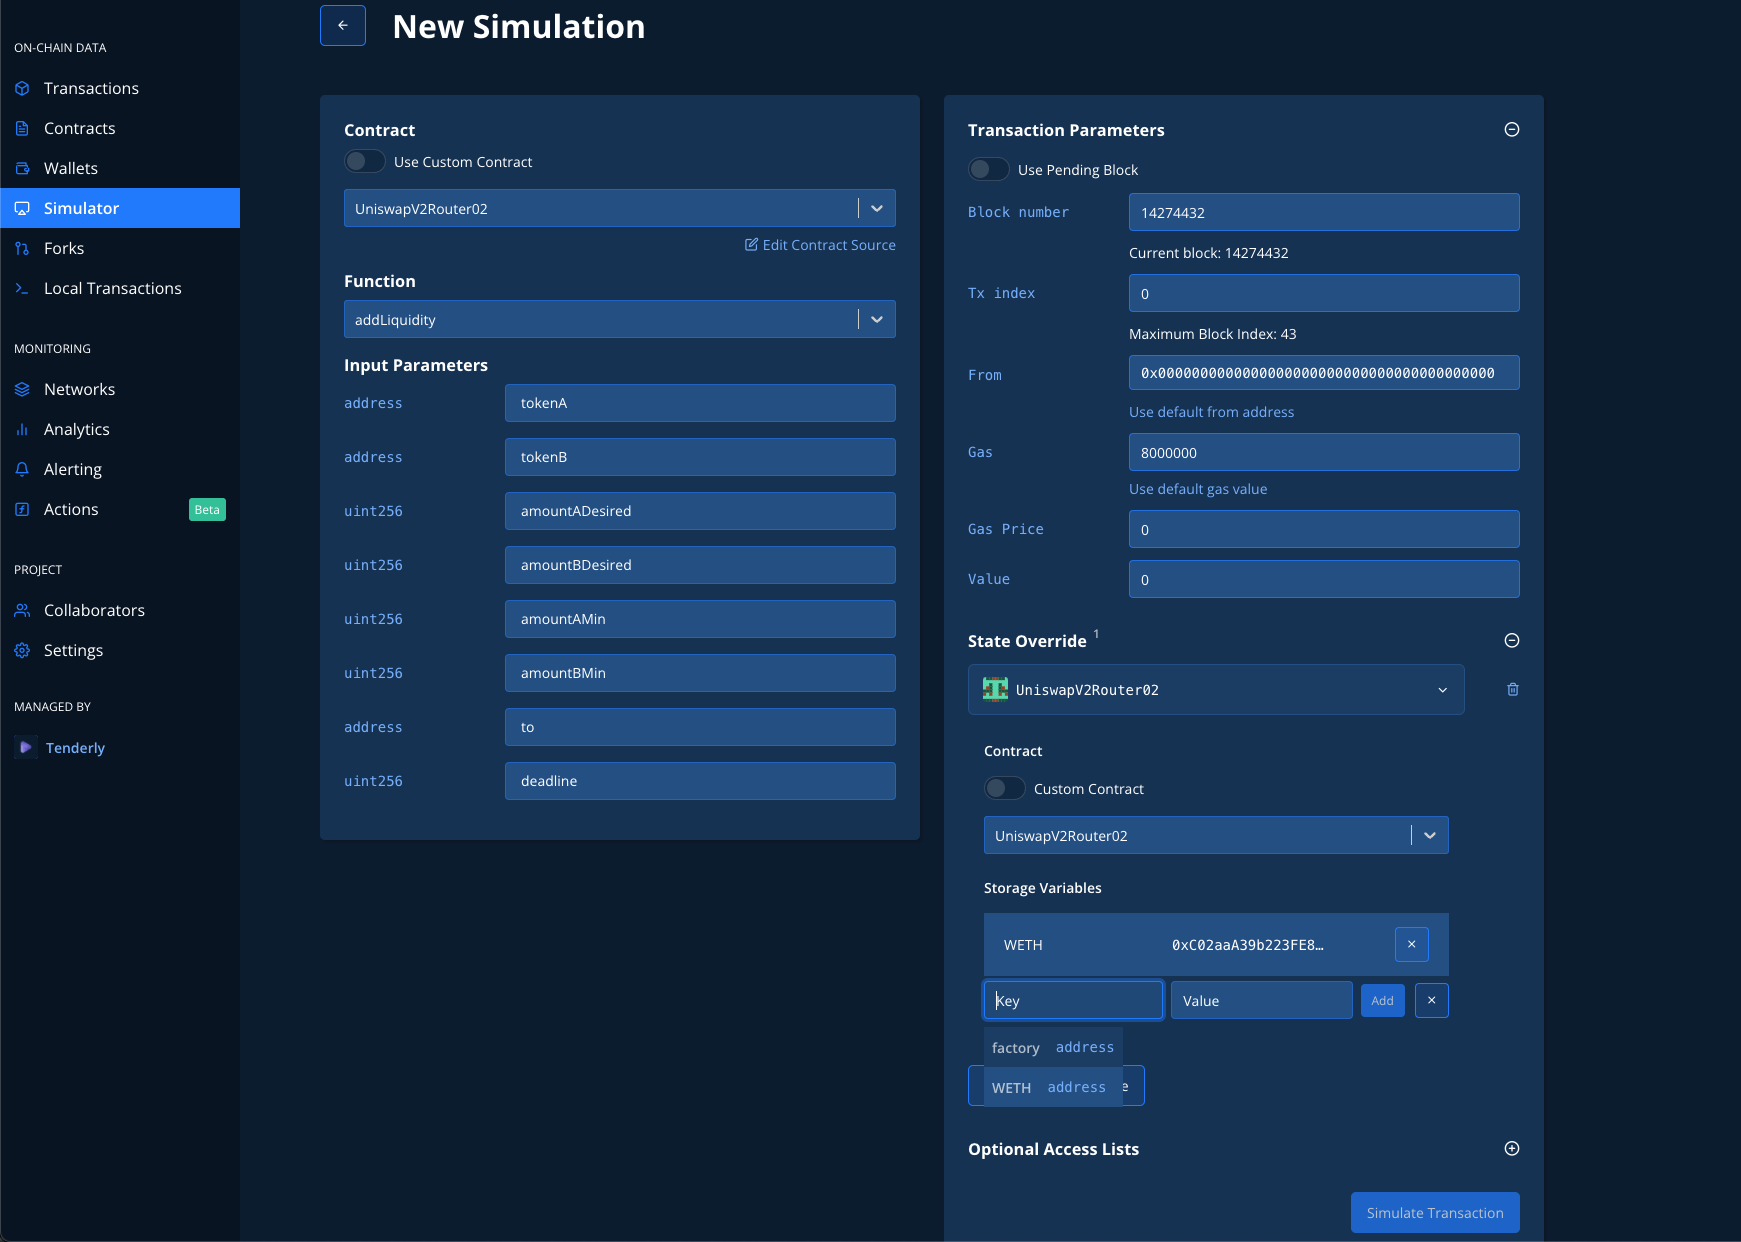 New Simulation
ON-CHAIN DATA
Transactions
Contracts
Wallets
Simulator
Forks
Local Transactions
MONITORING
Networks
Analytics
Alerting
Actions Beta
PROJECT
Collaborators
Settings
MANAGED BY
Tenderly
Contract
Use Custom Contract
UniswapV2Router02
Edit Contract Source
Function
addLiquidity
Input Parameters
address tokenA
address tokenB
uint256 amountADesired
uint256 amountBDesired
uint256 amountAMin
uint256 amountBMin
address to
uint256 deadline
Transaction Parameters
Use Pending Block
Block number 14274432
Current block: 14274432
Tx index 0
Maximum Block Index: 43
From 0x0000000000000000000000000000000000000000
Use default from address
Gas 8000000
Use default gas value
Gas Price 0
Value 0
State Override 1
UniswapV2Router02
Contract
Custom Contract
UniswapV2Router02
Storage Variables
WETH 0xC02aaA39b223FE8…
Key Value Add
factory address
WETH address e
Optional Access Lists
Simulate Transaction